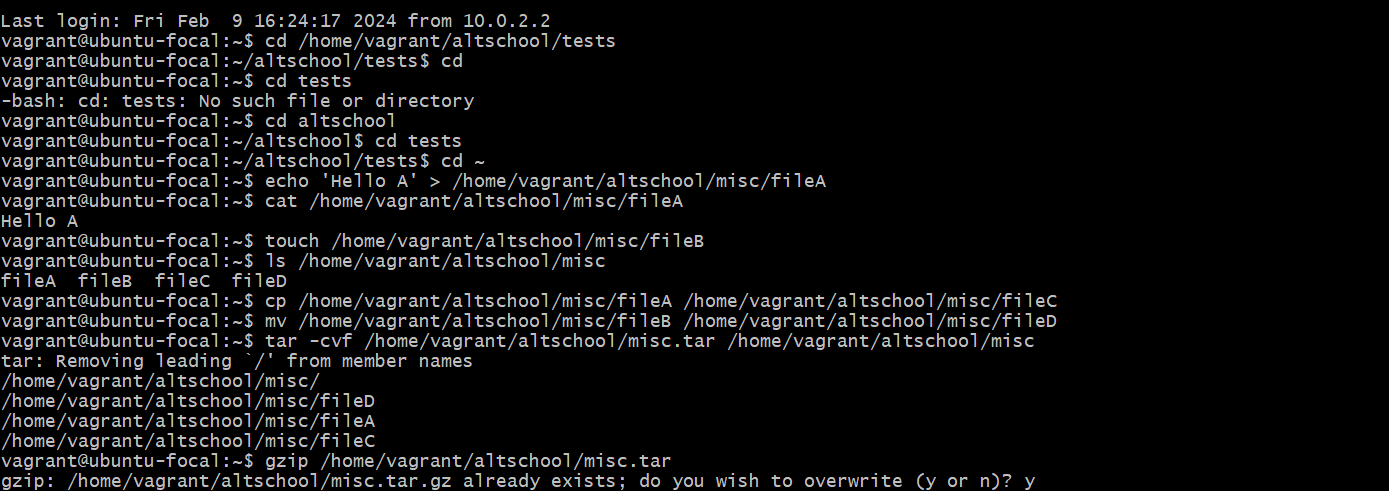 Last login: Fri Feb  9 16:24:17 2024 from 10.0.2.2
vagrant@ubuntu-focal:~$ cd /home/vagrant/altschool/tests
vagrant@ubuntu-focal:~/altschool/tests$ cd
vagrant@ubuntu-focal:~$ cd tests
-bash: cd: tests: No such file or directory
vagrant@ubuntu-focal:~$ cd altschool
vagrant@ubuntu-focal:~/altschool$ cd tests
vagrant@ubuntu-focal:~/altschool/tests$ cd ~
vagrant@ubuntu-focal:~$ echo 'Hello A' > /home/vagrant/altschool/misc/fileA
vagrant@ubuntu-focal:~$ cat /home/vagrant/altschool/misc/fileA
Hello A
vagrant@ubuntu-focal:~$ touch /home/vagrant/altschool/misc/fileB
vagrant@ubuntu-focal:~$ ls /home/vagrant/altschool/misc
fileA  fileB  fileC  fileD
vagrant@ubuntu-focal:~$ cp /home/vagrant/altschool/misc/fileA /home/vagrant/altschool/misc/fileC
vagrant@ubuntu-focal:~$ mv /home/vagrant/altschool/misc/fileB /home/vagrant/altschool/misc/fileD
vagrant@ubuntu-focal:~$ tar -cvf /home/vagrant/altschool/misc.tar /home/vagrant/altschool/misc
tar: Removing leading `/' from member names
/home/vagrant/altschool/misc/
/home/vagrant/altschool/misc/fileD
/home/vagrant/altschool/misc/fileA
/home/vagrant/altschool/misc/fileC
vagrant@ubuntu-focal:~$ gzip /home/vagrant/altschool/misc.tar
gzip: /home/vagrant/altschool/misc.tar.gz already exists; do you wish to overwrite (y or n)? y